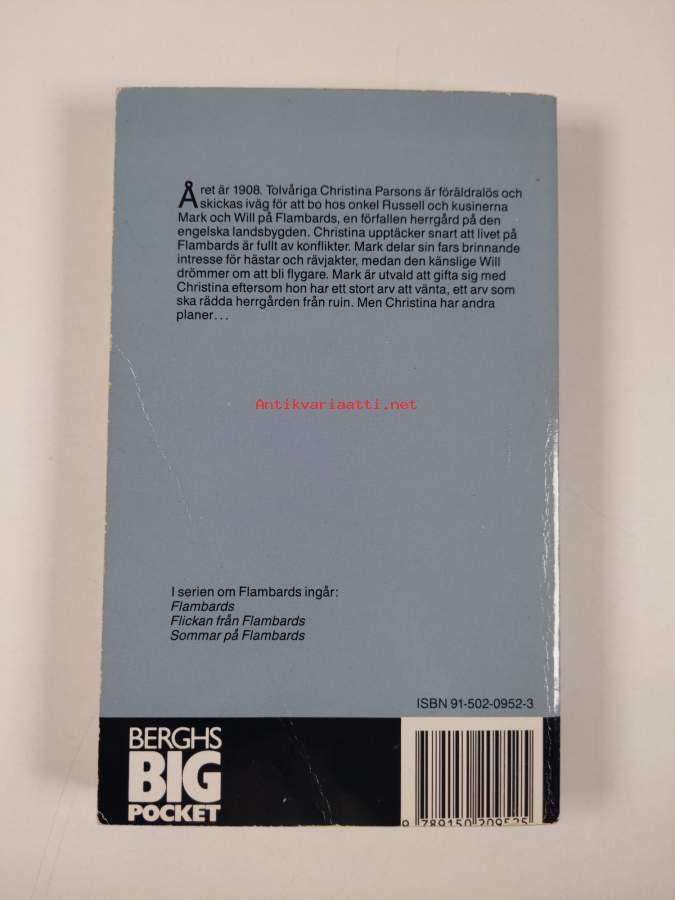 Året är 1908. Tolvåriga Christina Parsons är föräldralös och
skickas iväg för att bo hos onkel Russell och kusinerna
Mark och Will på Flambards, en förfallen herrgård på den
engelska landsbygden. Christina upptäcker snart att livet på
Flambards är fullt av konflikter. Mark delar sin fars brinnande
intresse för hästar och rävjakter, medan den känslige Will
drömmer om att bli flygare. Mark är utvald att gifta sig med
Christina eftersom hon har ett stort arv att vänta, ett arv som
ska rädda herrgården från ruin. Men Christina har andra
planer...
Antikvariaatti.net
I serien om Flambards ingår:
Flambards
Flickan från Flambards
Sommar på Flambards
ISBN 91-502-0952-3
BERGHS
BIG
POCKET
9 789150 209525